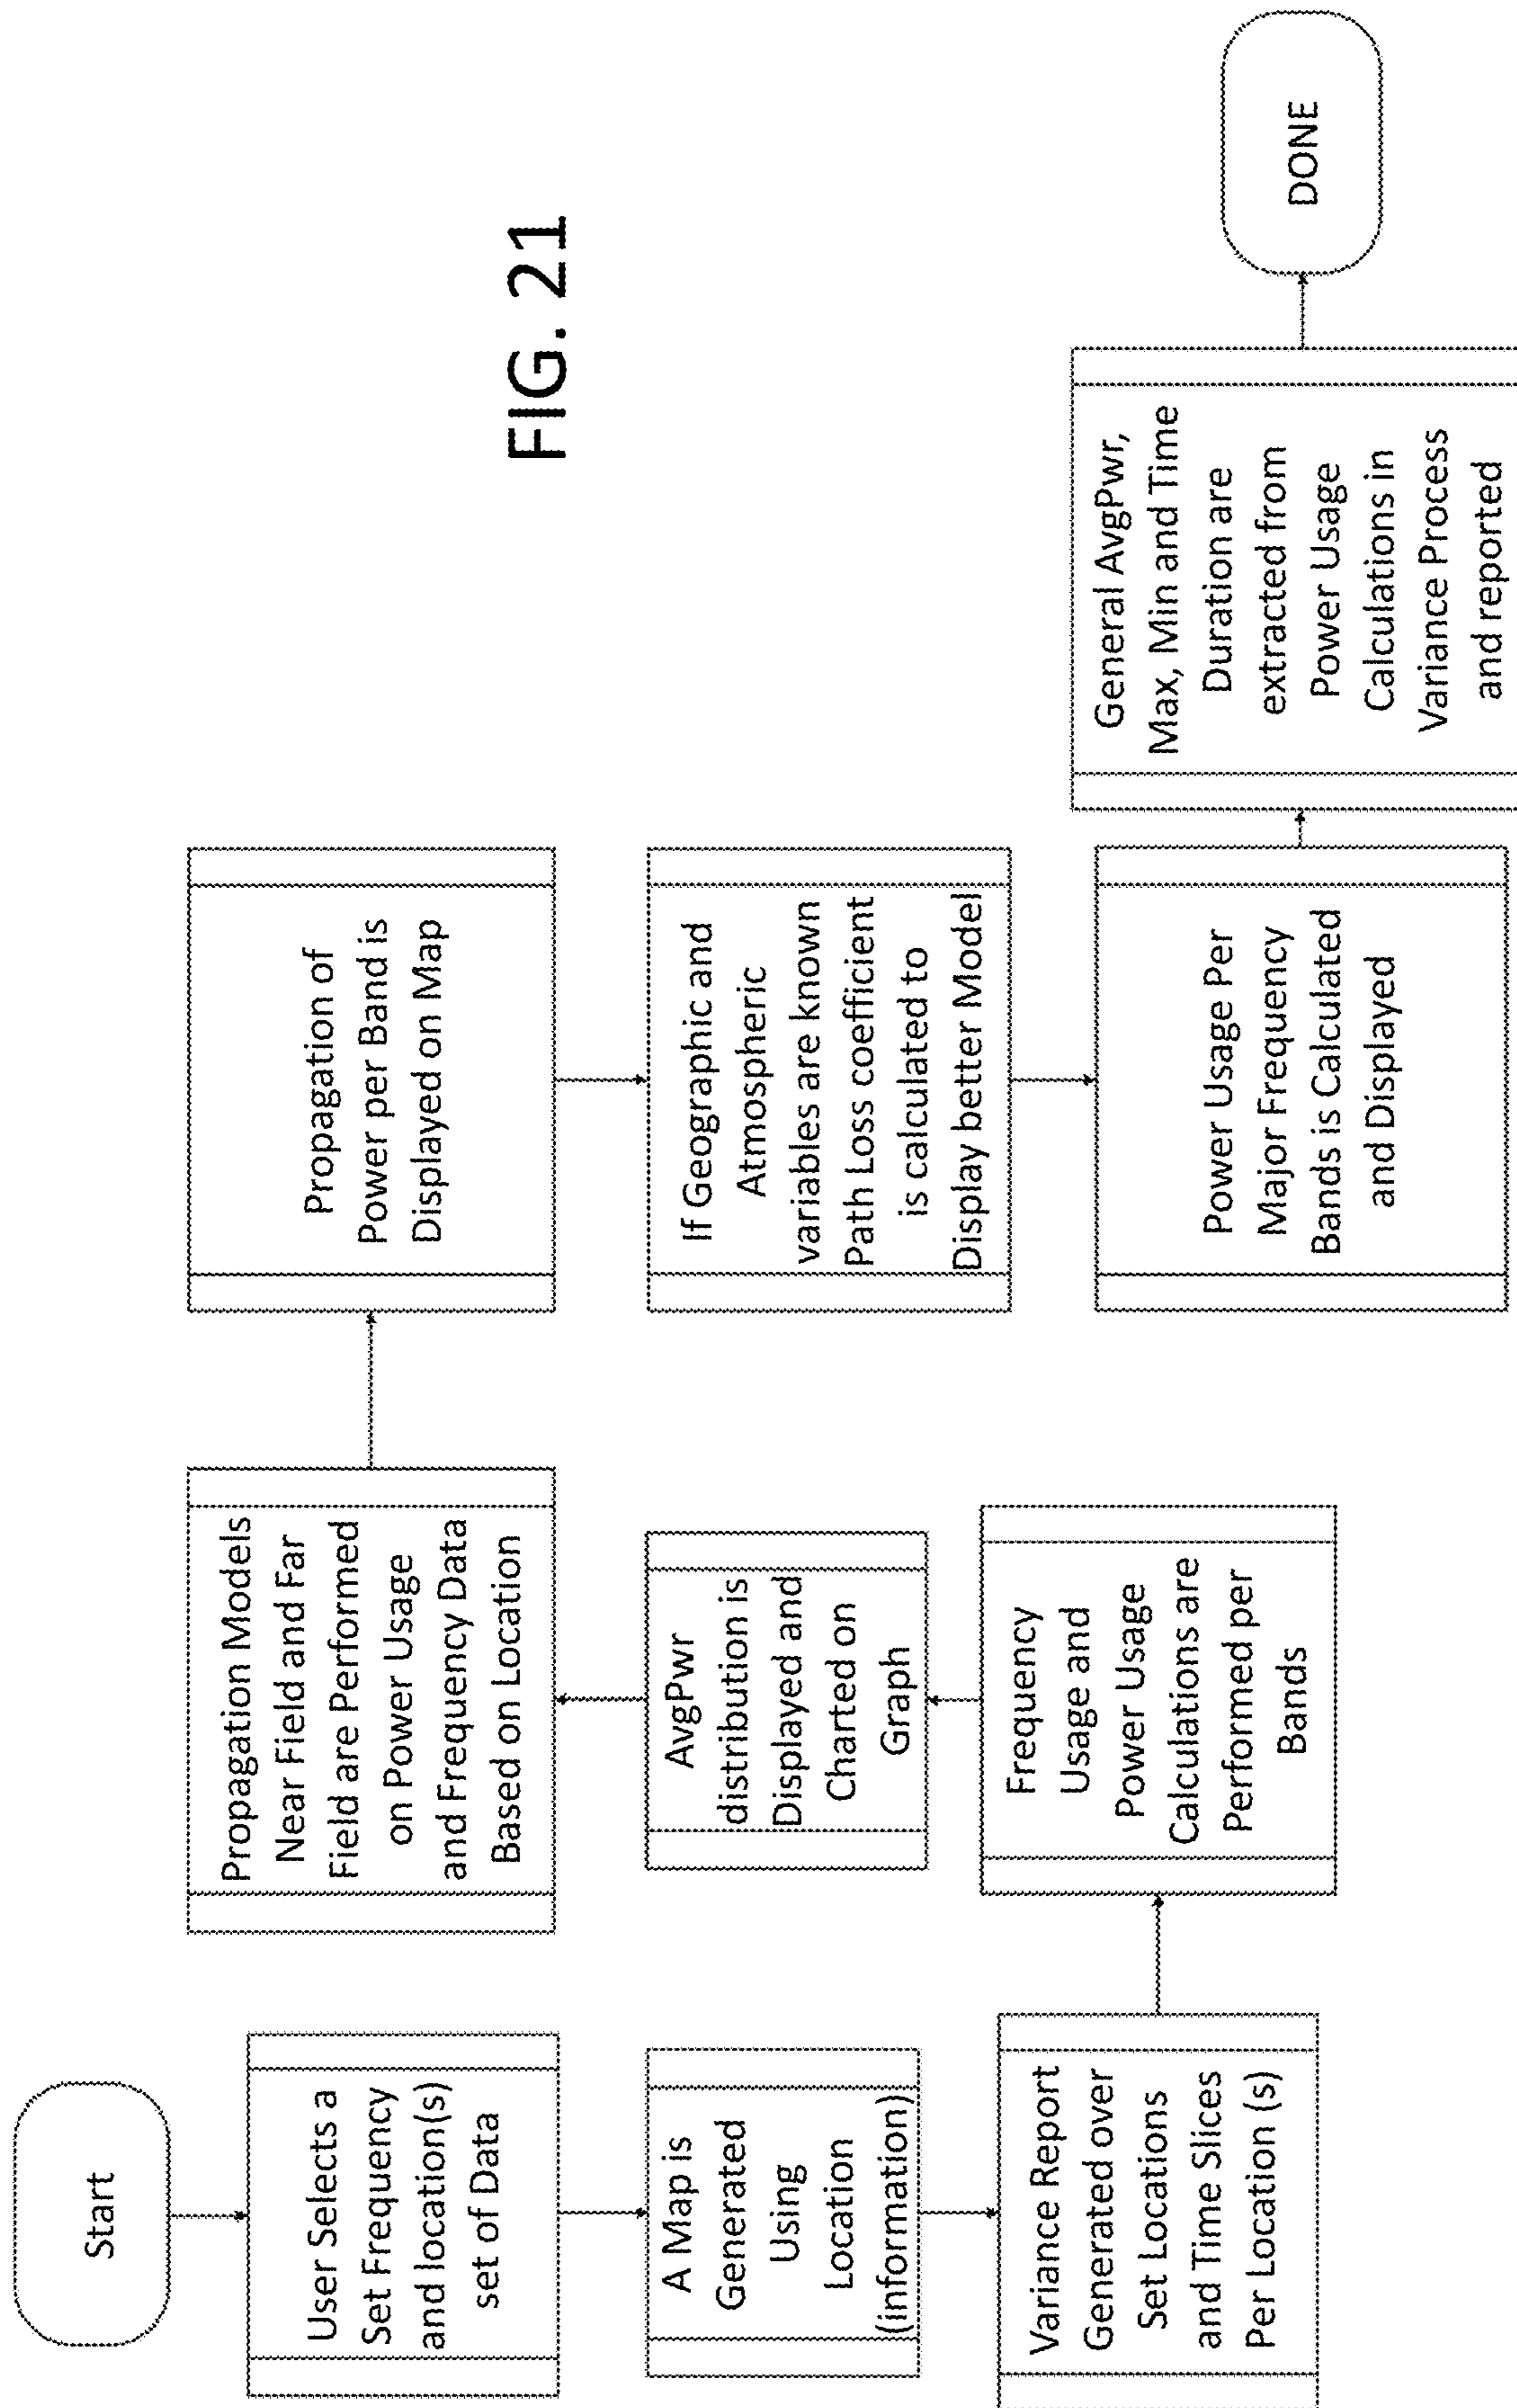 FIG. 21
Start
User Selects a
Set Frequency
and location(s)
set of Data
A Map is
Generated
Using
Location
(information)
Variance Report
Generated over
Set Locations
and Time Slices
Per Location (s)
Frequency
Usage and
Power Usage
Calculations are
Performed per
Bands
AvgPwr
distribution is
Displayed and
Charted on
Graph
Propagation Models
Near Field and Far
Field are Performed
on Power Usage
and Frequency Data
Based on Location
Propagation of
Power per Band is
Displayed on Map
If Geographic and
Atmospheric
variables are known
Path Loss coefficient
is calculated to
Display better Model
Power Usage Per
Major Frequency
Bands is Calculated
and Displayed
General AvgPwr,
Max, Min and Time
Duration are
extracted from
Power Usage
Calculations in
Variance Process
and reported
DONE